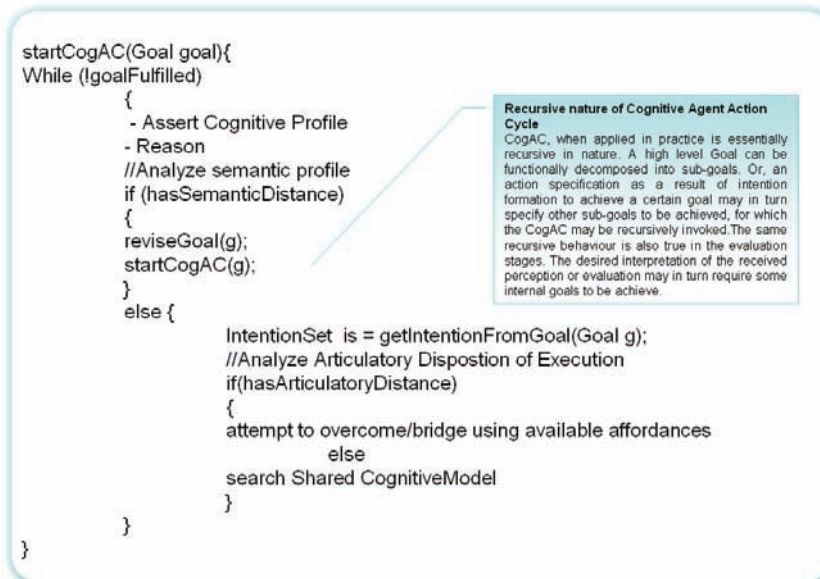 startCogAC(Goal goal){
While (!goalFulfilled)
{
- Assert Cognitive Profile
- Reason
//Analyze semantic profile
if (hasSemanticDistance)
{
reviseGoal(g);
startCogAC(g);
}
else {
IntentionSet is = getIntentionFromGoal(Goal g);
//Analyze Articulatory Dispostion of Execution
if(hasArticulatoryDistance)
{
attempt to overcome/bridge using available affordances
else
search Shared CognitiveModel
}
}
}
Recursive nature of Cognitive Agent Action
Cycle
CogAC, when applied in practice is essentially
recursive in nature. A high level Goal can be
functionally decomposed into sub-goals. Or, an
action specification as a result of intention
formation to achieve a certain goal may in turn
specify other sub-goals to be achieved, for which
the CogAC may be recursively invoked.The same
recursive behaviour is also true in the evaluation
stages. The desired interpretation of the received
perception or evaluation may in turn require some
internal goals to be achieve.